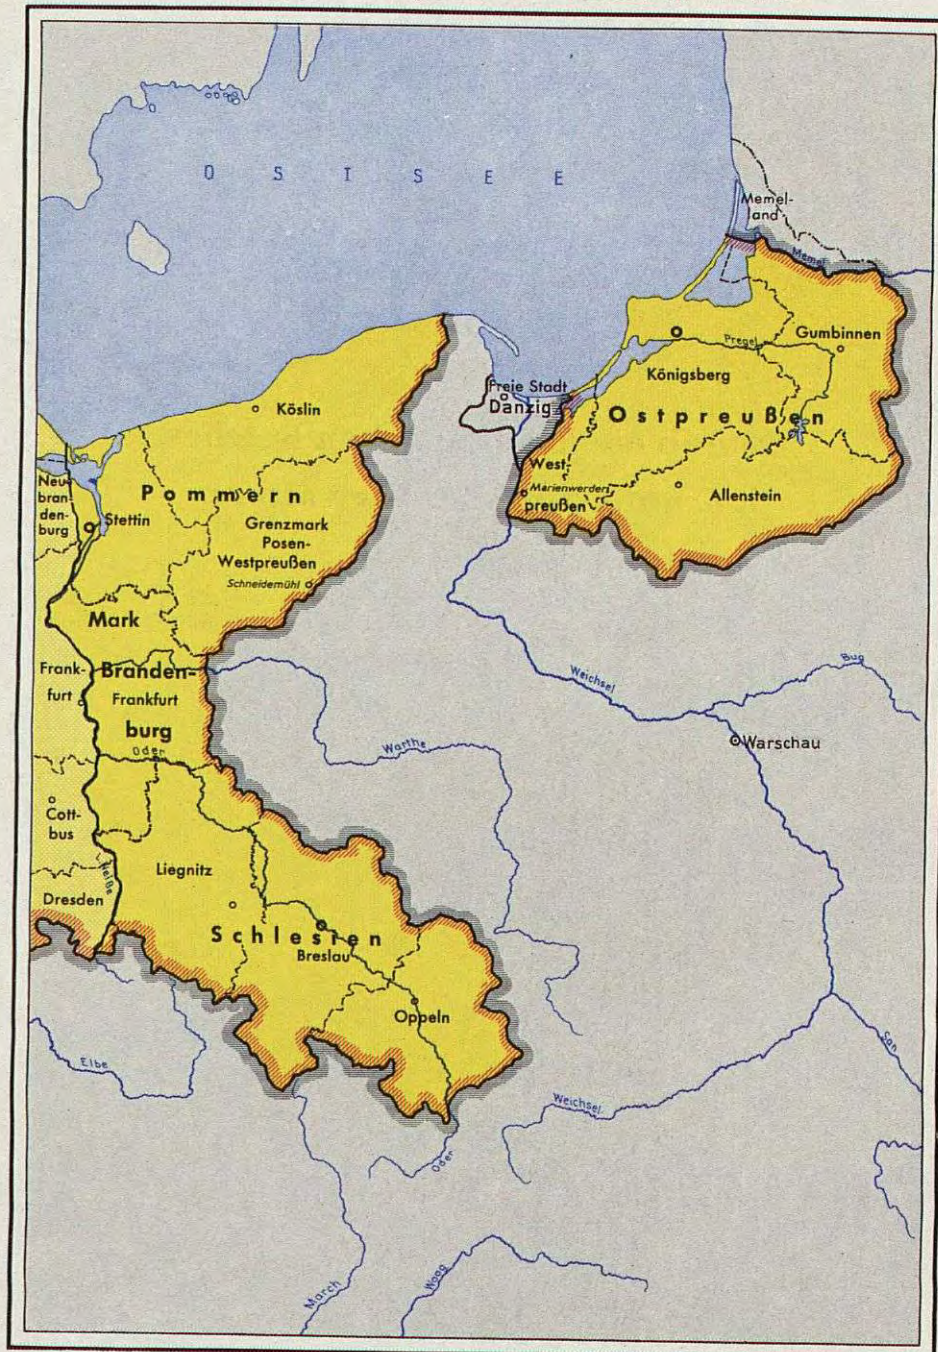 OSTSEE
Memel-
land
Memel
Gumbinnen
Pregel
Königsberg
Ostpreußen
Freie Stadt
Danzig
West-
Marienwerder
preußen
Allenstein
Köslin
Pommern
Neu-
bran-
den-
burg
Stettin
Grenzmark
Posen-
Westpreußen
Schneidemühl
Mark
Branden-
burg
Frank-
furt
Frankfurt
Oder
Weichsel
Bug
Warschau
Warthe
Cott-
bus
Neiße
Dresden
Liegnitz
Schlesien
Breslau
Oppeln
Elbe
Weichsel
San
Oder
March
Waag